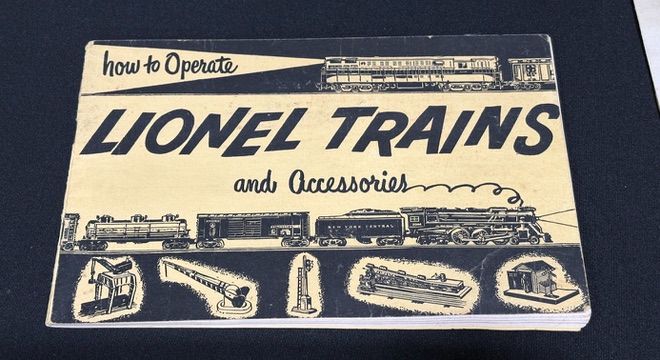 how to Operate
LIONEL TRAINS
and Accessories
NEW YORK CENTRAL